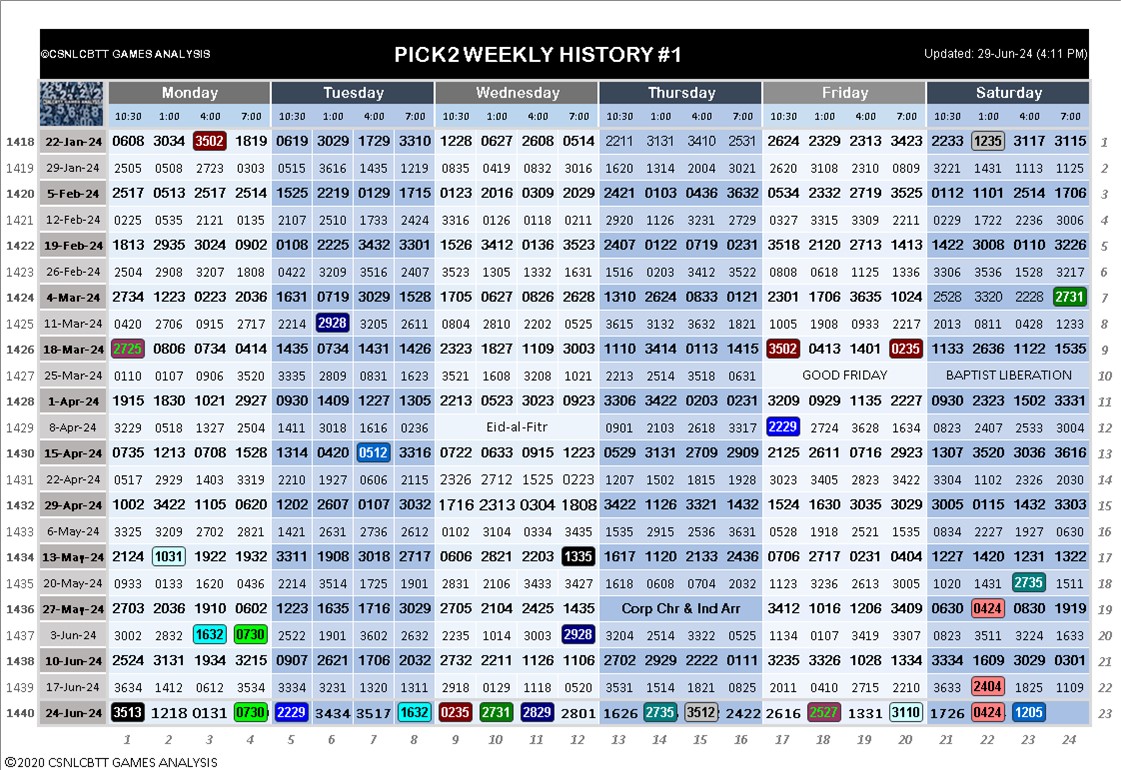 ©CSNLCBTT GAMES ANALYSIS PICK2 WEEKLY HISTORY #1 Updated: 29-Jun-24 (4:11 PM)
Monday Tuesday Wednesday Thursday Friday Saturday
10:30 1:00 4:00 7:00 10:30 1:00 4:00 7:00 10:30 1:00 4:00 7:00 10:30 1:00 4:00 7:00 10:30 1:00 4:00 7:00 10:30 1:00 4:00 7:00
1418 22-Jan-24 0608 3034 3502 1819 0619 3029 1729 3310 1228 0627 2608 0514 2211 3131 3410 2531 2624 2329 2313 3423 2233 1235 3117 3115 1
1419 29-Jan-24 2505 0508 2723 0303 0515 3616 1435 1219 0835 0419 0832 3016 1620 1314 2004 3021 2620 3108 2310 0809 3221 1431 1113 1125 2
1420 5-Feb-24 2517 0513 2517 2514 1525 2219 0129 1715 0123 2016 0309 2029 2421 0103 0436 3632 0534 2332 2719 3525 0112 1101 2514 1706 3
1421 12-Feb-24 0225 0535 2121 0135 2107 2510 1733 2424 3316 0126 0118 0211 2920 1126 3231 2729 0327 3315 3309 2211 0229 1722 2236 3006 4
1422 19-Feb-24 1813 2935 3024 0902 0108 2225 3432 3301 1526 3412 0136 3523 2407 0122 0719 0231 3518 2120 2713 1413 1422 3008 0110 3226 5
1423 26-Feb-24 2504 2908 3207 1808 0422 3209 3516 2407 3523 1305 1332 1631 1516 0203 3412 3522 0808 0618 1125 1336 3306 3536 1528 3217 6
1424 4-Mar-24 2734 1223 0223 2036 1631 0719 3029 1528 1705 0627 0826 2628 1310 2624 0833 0121 2301 1706 3635 1024 2528 3320 2228 2731 7
1425 11-Mar-24 0420 2706 0915 2717 2214 2928 3205 2611 0804 2810 2202 0525 3615 3132 3632 1821 1005 1908 0933 2217 2013 0811 0428 1233 8
1426 18-Mar-24 2725 0806 0734 0414 1435 0734 1431 1426 2323 1827 1109 3003 1110 3414 0113 1415 3502 0413 1401 0235 1133 2636 1122 1535 9
1427 25-Mar-24 0110 0107 0906 3520 3335 2809 0831 1623 3521 1608 3208 1021 2213 2514 3518 0631 GOOD FRIDAY BAPTIST LIBERATION 10
1428 1-Apr-24 1915 1830 1021 2927 0930 1409 1227 1305 2213 0523 3023 0923 3306 3422 0203 0231 3209 0929 1135 2227 0930 2323 1502 3331 11
1429 8-Apr-24 3229 0518 1327 2504 1411 3018 1616 0236 Eid-al-Fitr 0901 2103 2618 3317 2229 2724 3628 1634 0823 2407 2533 3004 12
1430 15-Apr-24 0735 1213 0708 1528 1314 0420 0512 3316 0722 0633 0915 1223 0529 3131 2709 2909 2125 2611 0716 2923 1307 3520 3036 3616 13
1431 22-Apr-24 0517 2929 1403 3319 2210 1927 0606 2115 2326 2712 1525 0223 1207 1502 1815 1928 3023 3405 2823 3422 3304 1102 2326 2030 14
1432 29-Apr-24 1002 3422 1105 0620 1202 2607 0107 3032 1716 2313 0304 1808 3422 1126 3321 1432 1524 1630 3035 3029 3005 0115 1432 3303 15
1433 6-May-24 3325 3209 2702 2821 1421 2631 2736 2612 0102 3104 0334 3435 1535 2915 2536 3631 0528 1918 2521 1535 0834 2227 1927 0630 16
1434 13-May-24 2124 1031 1922 1932 3311 1908 3018 2717 0606 2821 2203 1335 1617 1120 2133 2436 0706 2717 0231 0404 1227 1420 1231 1322 17
1435 20-May-24 0933 0133 1620 0436 2214 3514 1725 1901 2831 2106 3433 3427 1618 0608 0704 2032 1123 3236 2613 3005 1020 1431 2735 1511 18
1436 27-May-24 2703 2036 1910 0602 1223 1635 1716 3029 2705 2104 2425 1435 Corp Chr & Ind Arr 3412 1016 1206 3409 0630 0424 0830 1919 19
1437 3-Jun-24 3002 2832 1632 0730 2522 1901 3602 2632 2235 1014 3003 2928 3204 2514 3322 0525 1134 0107 3419 3307 0823 3511 3224 1633 20
1438 10-Jun-24 2524 3131 1934 3215 0907 2621 1706 2032 2732 2211 1126 1106 2702 2929 2222 0111 3235 3326 1028 1334 3334 1609 3029 0301 21
1439 17-Jun-24 3634 1412 0612 3534 3334 3231 1320 1311 2918 0129 1118 0520 3531 1514 1821 0825 2011 0410 2715 2210 3633 2404 1825 1109 22
1440 24-Jun-24 3513 1218 0131 0730 2229 3434 3517 1632 0235 2731 2829 2801 1626 2735 3512 2422 2616 2527 1331 3110 1726 0424 1205 23
1 2 3 4 5 6 7 8 9 10 11 12 13 14 15 16 17 18 19 20 21 22 23 24
©2020 CSNLCBTT GAMES ANALYSIS